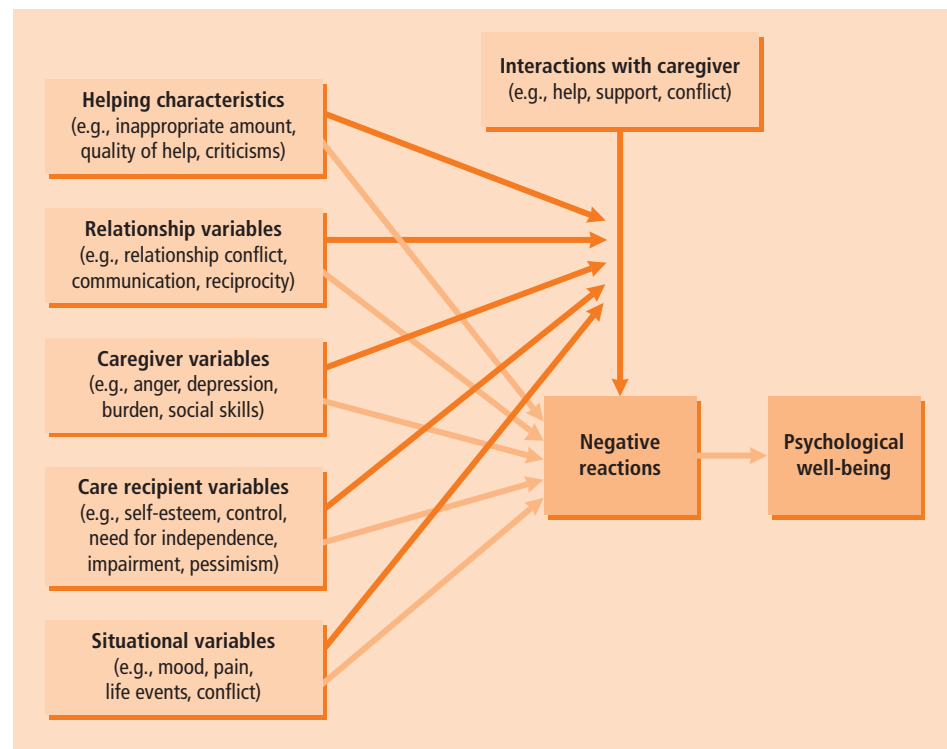 Interactions with caregiver
(e.g., help, support, conflict)
Helping characteristics
(e.g., inappropriate amount,
quality of help, criticisms)
Relationship variables
(e.g., relationship conflict,
communication, reciprocity)
Caregiver variables
(e.g., anger, depression,
burden, social skills)
Care recipient variables
(e.g., self-esteem, control,
need for independence,
impairment, pessimism)
Situational variables
(e.g., mood, pain,
life events, conflict)
Negative
reactions
Psychological
well-being